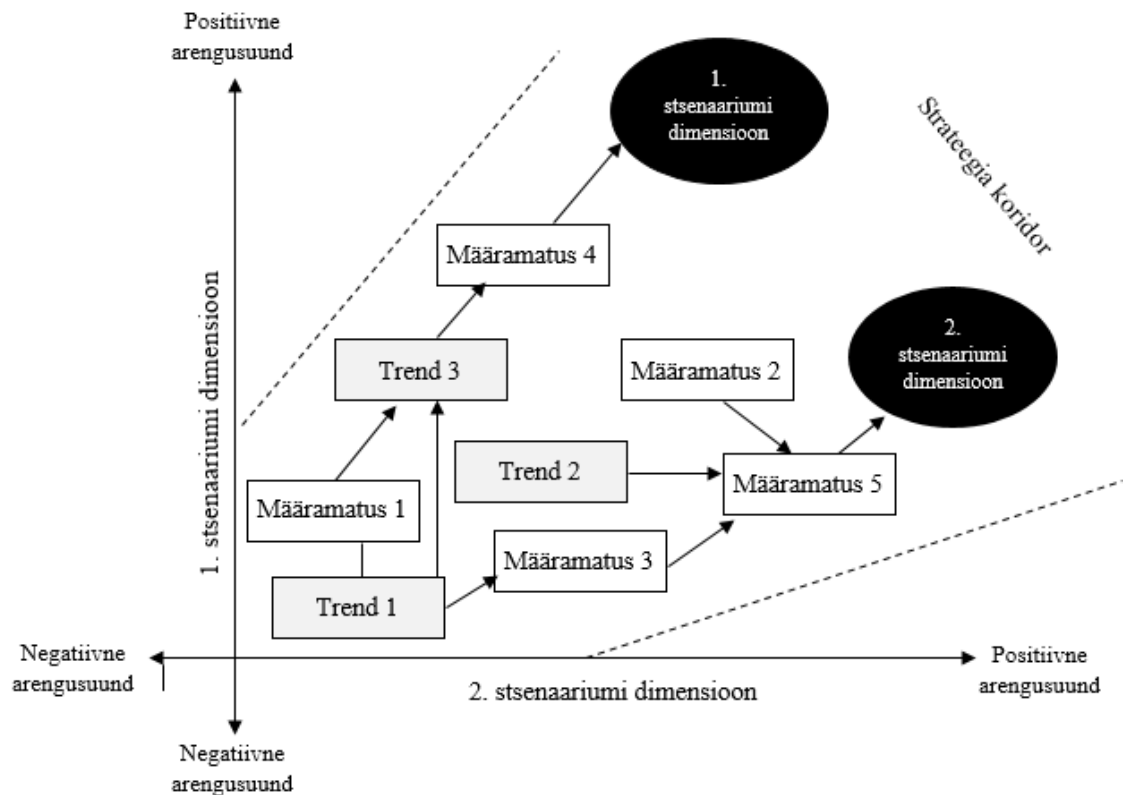 Positiivne
arengusuund
1.
stsenaariumi
dimensioon
Strateegia koridor
Määramatus 4
1. stsenaariumi dimensioon
Trend 3
Määramatus 2
2.
stsenaariumi
dimensioon
Trend 2
Määramatus 5
Määramatus 1
Määramatus 3
Trend 1
Negatiivne
arengusuund
2. stsenaariumi dimensioon
Positiivne
arengusuund
Negatiivne
arengusuund